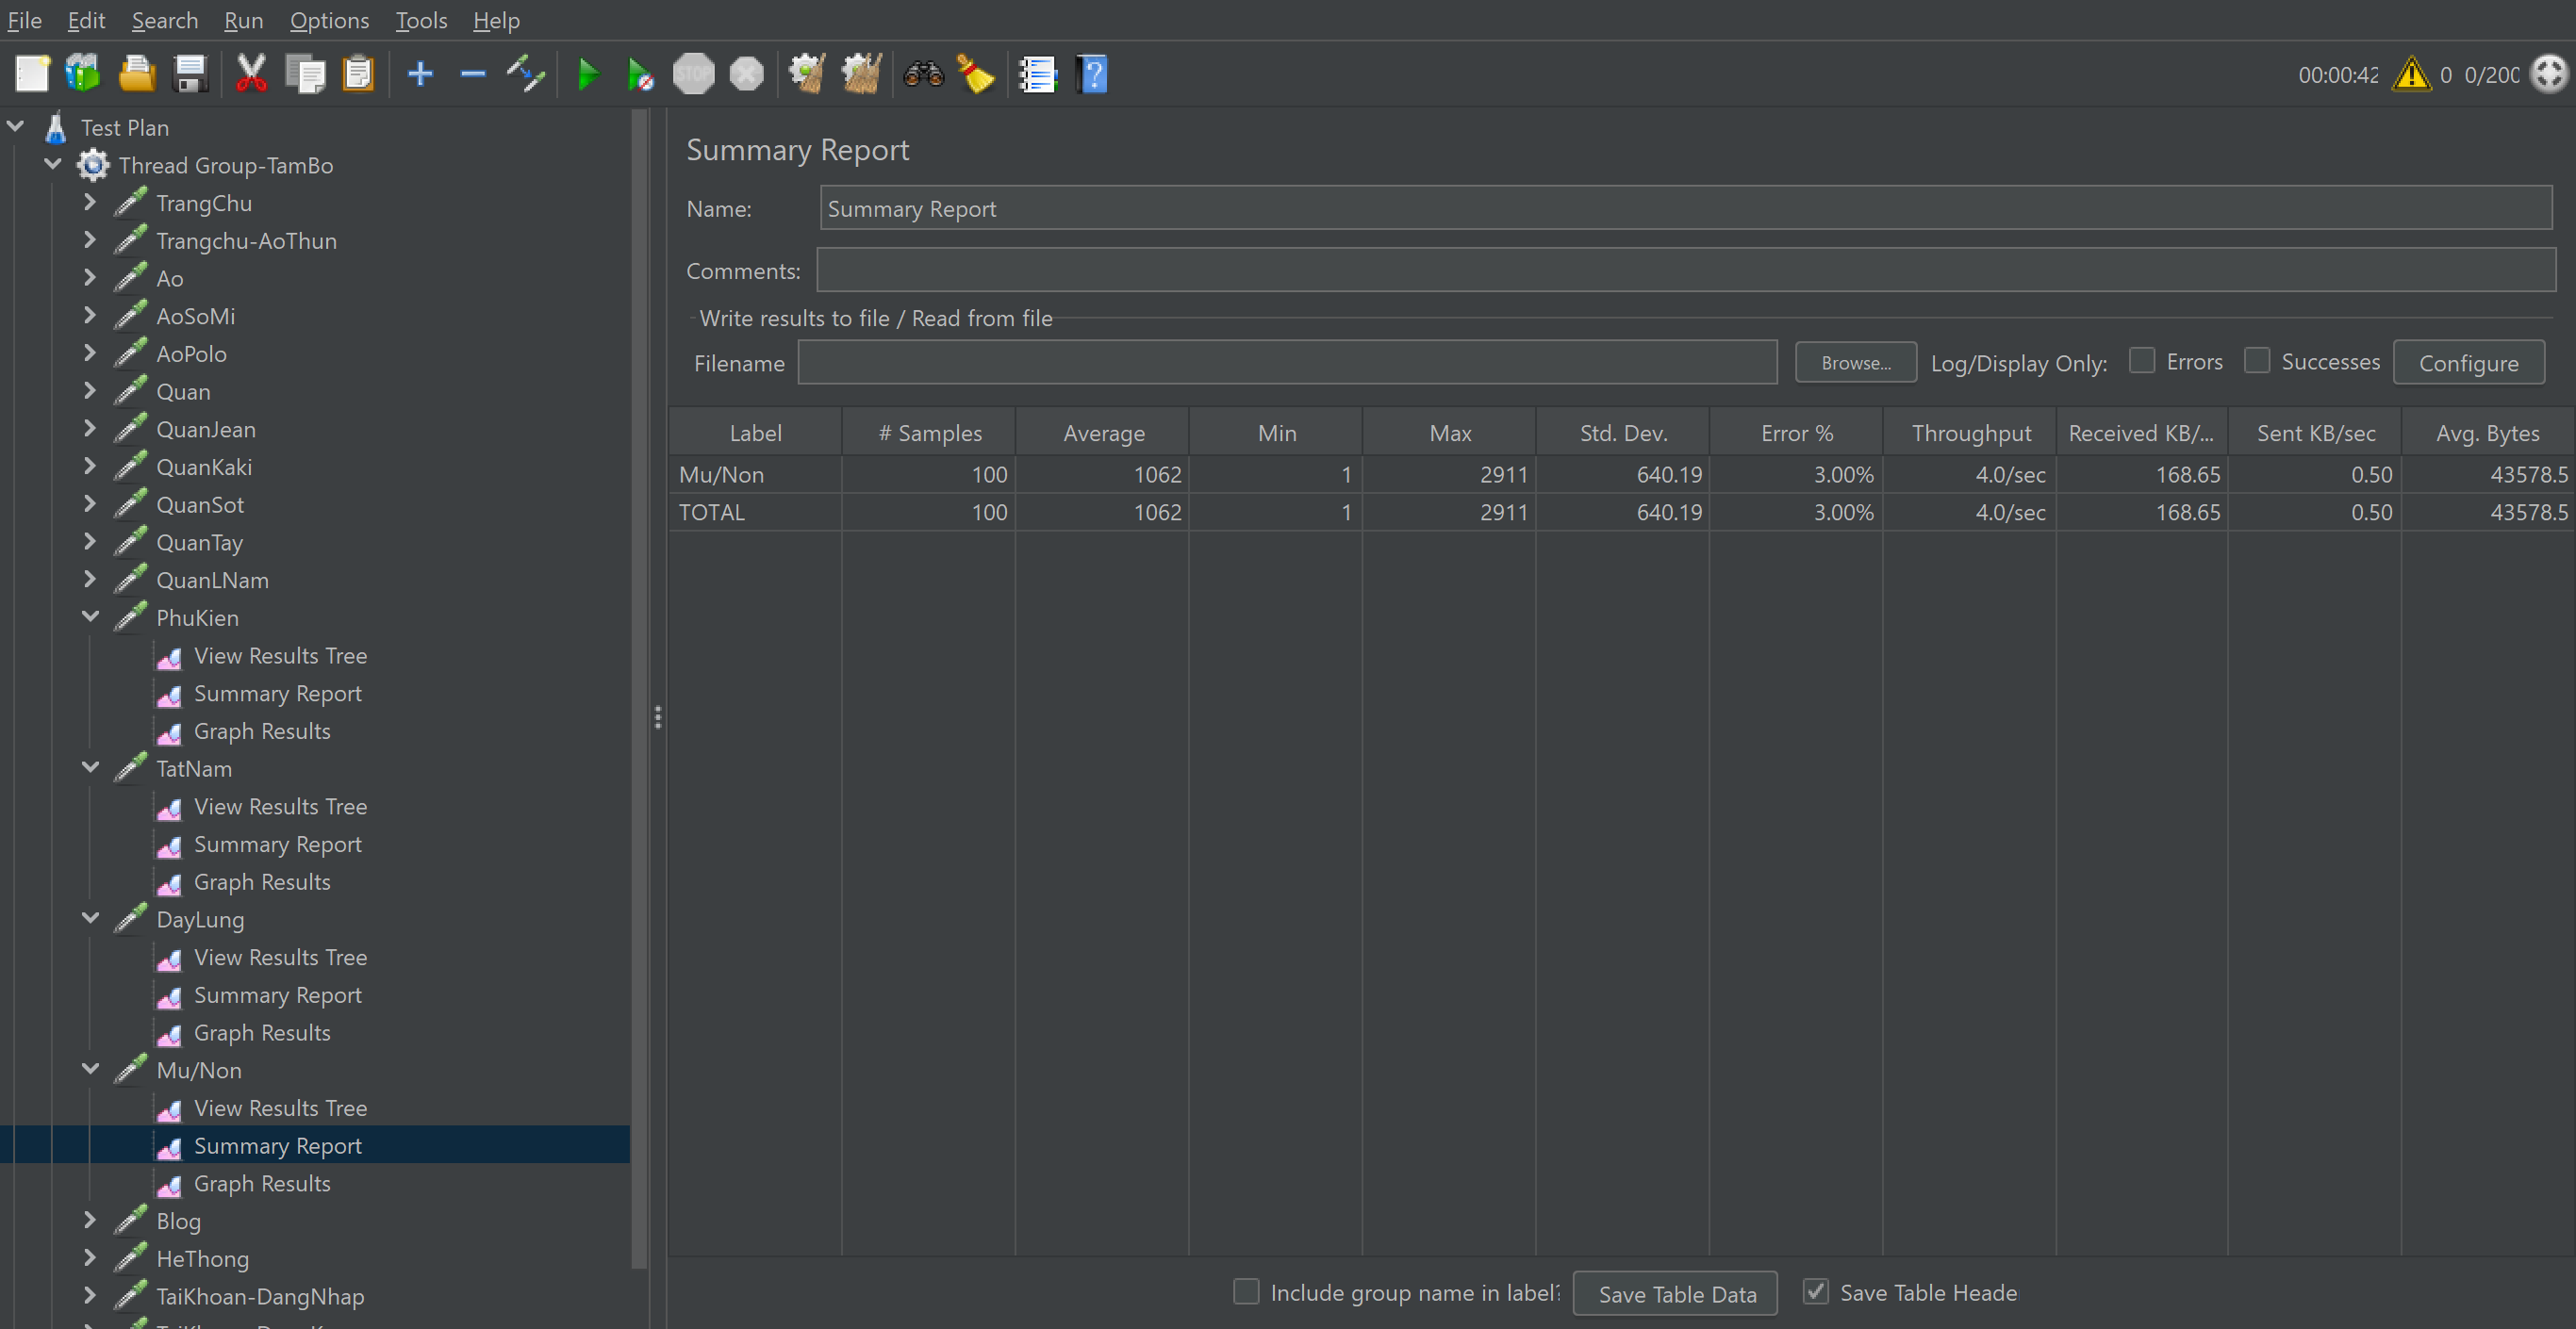 File Edit Search Run Options Tools Help
STOP
00:00:42 0 0/200
Test Plan
Thread Group-TamBo
TrangChu
Trangchu-AoThun
Ao
AoSoMi
AoPolo
Quan
QuanJean
QuanKaki
QuanSot
QuanTay
QuanLNam
PhuKien
View Results Tree
Summary Report
Graph Results
TatNam
View Results Tree
Summary Report
Graph Results
DayLung
View Results Tree
Summary Report
Graph Results
Mu/Non
View Results Tree
Summary Report
Graph Results
Blog
HeThong
TaiKhoan-DangNhap
Summary Report
Name: Summary Report
Comments:
Write results to file / Read from file
Filename Browse... Log/Display Only: Errors Successes Configure
Label # Samples Average Min Max Std. Dev. Error % Throughput Received KB/... Sent KB/sec Avg. Bytes
Mu/Non 100 1062 1 2911 640.19 3.00% 4.0/sec 168.65 0.50 43578.5
TOTAL 100 1062 1 2911 640.19 3.00% 4.0/sec 168.65 0.50 43578.5
Include group name in label? Save Table Data Save Table Heade